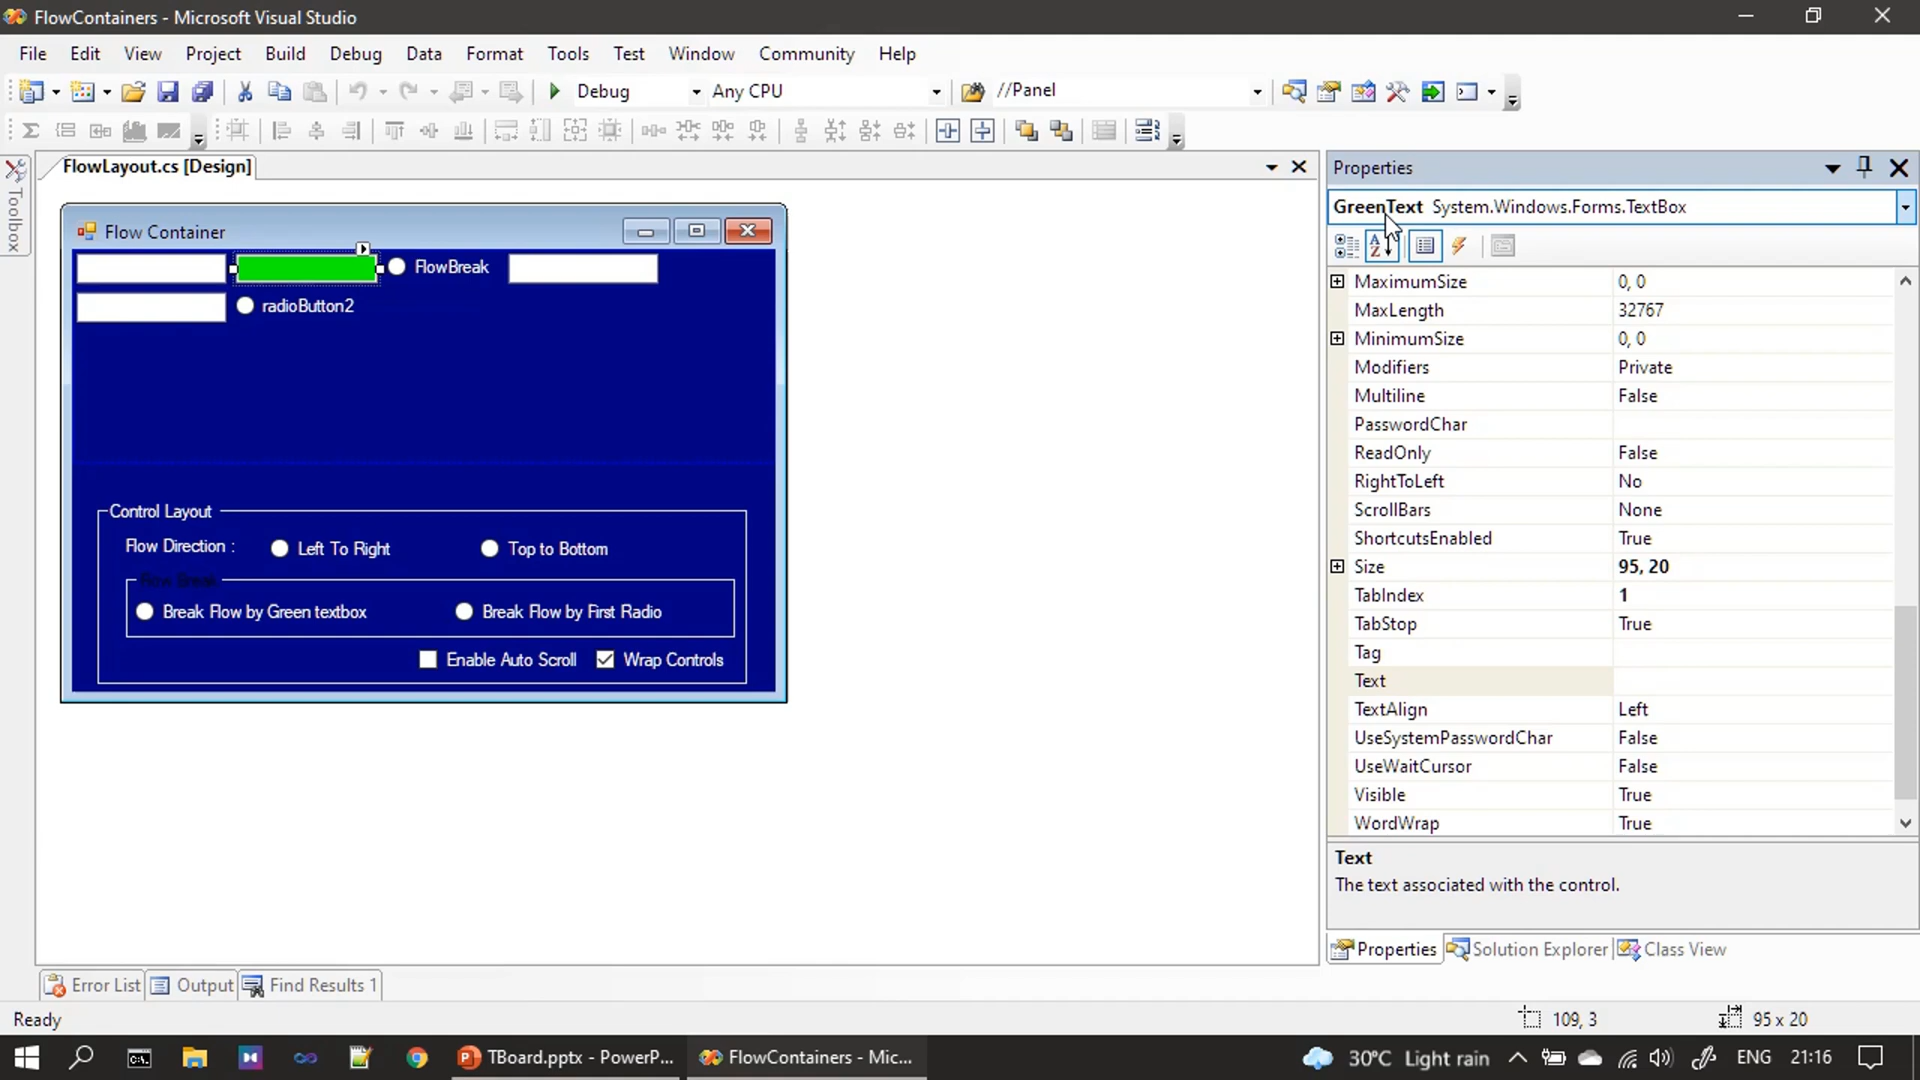 FlowContainers - Microsoft Visual Studio
File Edit View Project Build Debug Data Format Tools Test Window Community Help
Debug Any CPU //Panel
FlowLayout.cs [Design]
Toolbox
Flow Container
FlowBreak
radioButton2
Control Layout
Flow Direction : Left To Right Top to Bottom
Flow Break
Break Flow by Green textbox Break Flow by First Radio
Enable Auto Scroll Wrap Controls
Properties
GreenText System.Windows.Forms.TextBox
MaximumSize 0, 0
MaxLength 32767
MinimumSize 0, 0
Modifiers Private
Multiline False
PasswordChar
ReadOnly False
RightToLeft No
ScrollBars None
ShortcutsEnabled True
Size 95, 20
TabIndex 1
TabStop True
Tag
Text
TextAlign Left
UseSystemPasswordChar False
UseWaitCursor False
Visible True
WordWrap True
Text
The text associated with the control.
Properties Solution Explorer Class View
Error List Output Find Results 1
Ready 109, 3 95 x 20
TBoard.pptx - PowerP... FlowContainers - Mic... 30°C Light rain ENG 21:16